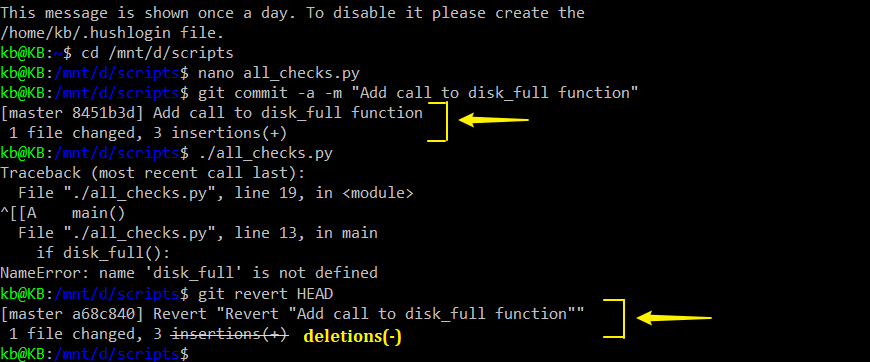 This message is shown once a day. To disable it please create the
/home/kb/.hushlogin file.
kb@KB:~$ cd /mnt/d/scripts
kb@KB:/mnt/d/scripts$ nano all_checks.py
kb@KB:/mnt/d/scripts$ git commit -a -m "Add call to disk_full function"
[master 8451b3d] Add call to disk_full function
 1 file changed, 3 insertions(+)
kb@KB:/mnt/d/scripts$ ./all_checks.py
Traceback (most recent call last):
  File "./all_checks.py", line 19, in <module>
^[[A    main()
  File "./all_checks.py", line 13, in main
    if disk_full():
NameError: name 'disk_full' is not defined
kb@KB:/mnt/d/scripts$ git revert HEAD
[master a68c840] Revert "Revert "Add call to disk_full function""
 1 file changed, 3 insertions(+) deletions(-)
kb@KB:/mnt/d/scripts$